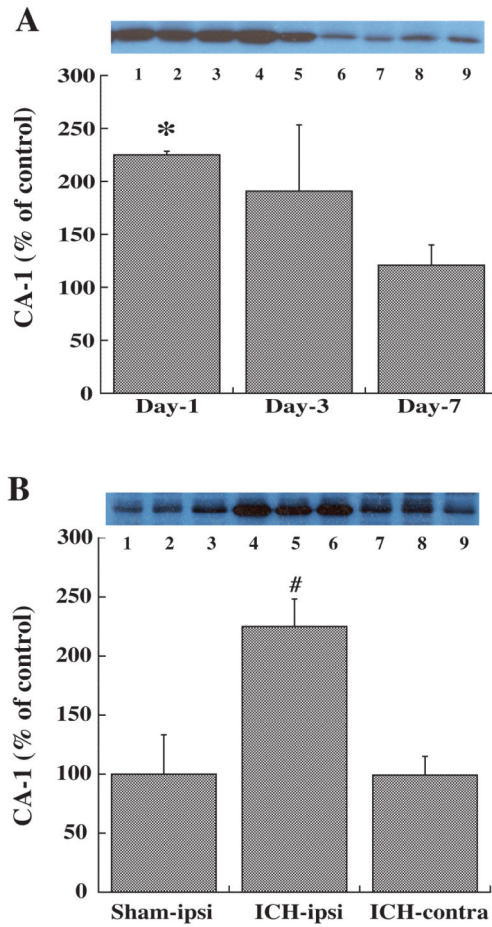 A
1 2 3 4 5 6 7 8 9
CA-1 (% of control)
300
250
200
150
100
50
0
*
Day-1 Day-3 Day-7
B
1 2 3 4 5 6 7 8 9
CA-1 (% of control)
300
250
200
150
100
50
0
#
Sham-ipsi ICH-ipsi ICH-contra